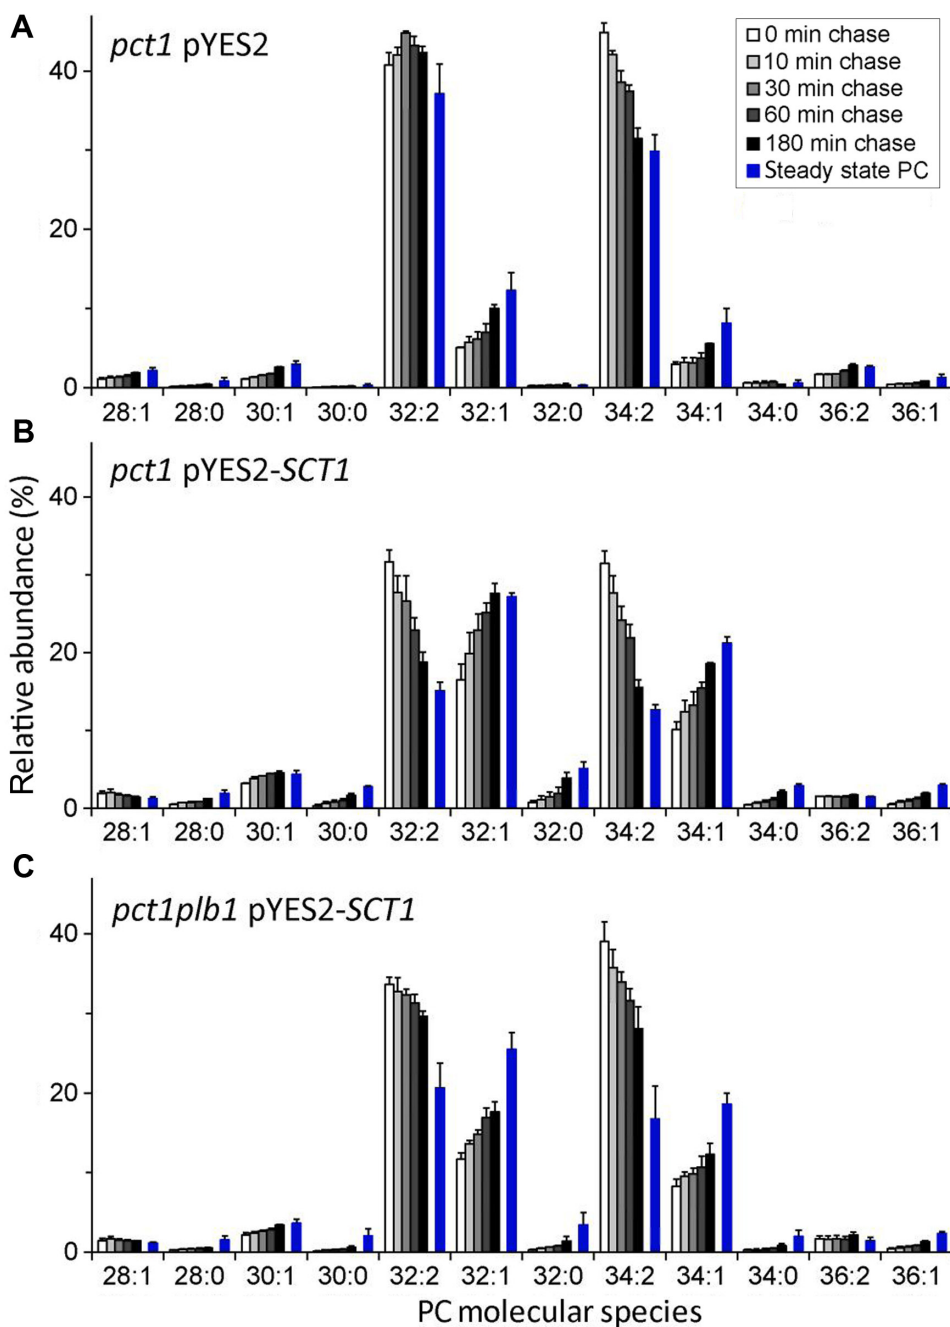 A
pct1 pYES2
0 min chase
10 min chase
30 min chase
60 min chase
180 min chase
Steady state PC
40
20
0
28:1 28:0 30:1 30:0 32:2 32:1 32:0 34:2 34:1 34:0 36:2 36:1
B
pct1 pYES2-SCT1
40
20
0
28:1 28:0 30:1 30:0 32:2 32:1 32:0 34:2 34:1 34:0 36:2 36:1
Relative abundance (%)
C
pct1plb1 pYES2-SCT1
40
20
0
28:1 28:0 30:1 30:0 32:2 32:1 32:0 34:2 34:1 34:0 36:2 36:1
PC molecular species